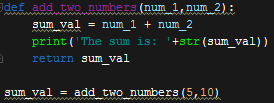 def add_two_numbers(num_1,num_2):
    sum_val = num_1 + num_2
    print('The sum is: '+str(sum_val))
    return sum_val
sum_val = add_two_numbers(5,10)